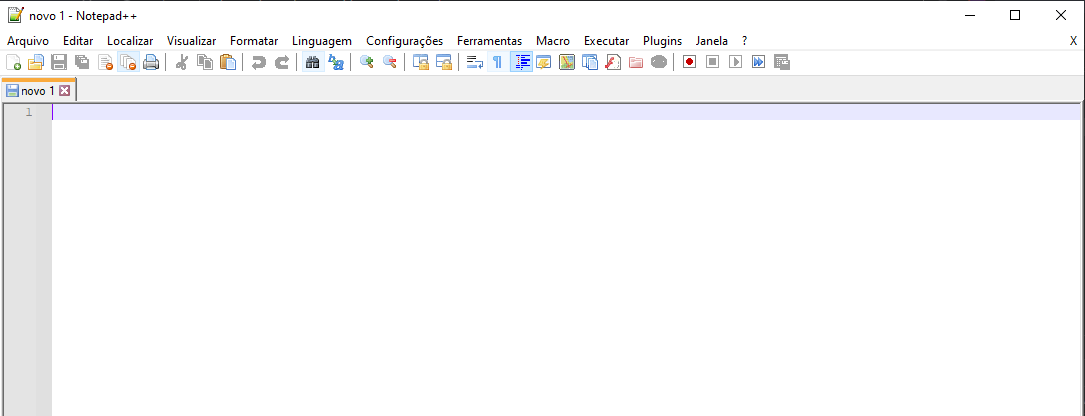 novo 1 - Notepad++
Arquivo Editar Localizar Visualizar Formatar Linguagem Configurações Ferramentas Macro Executar Plugins Janela ? X
novo 1
1